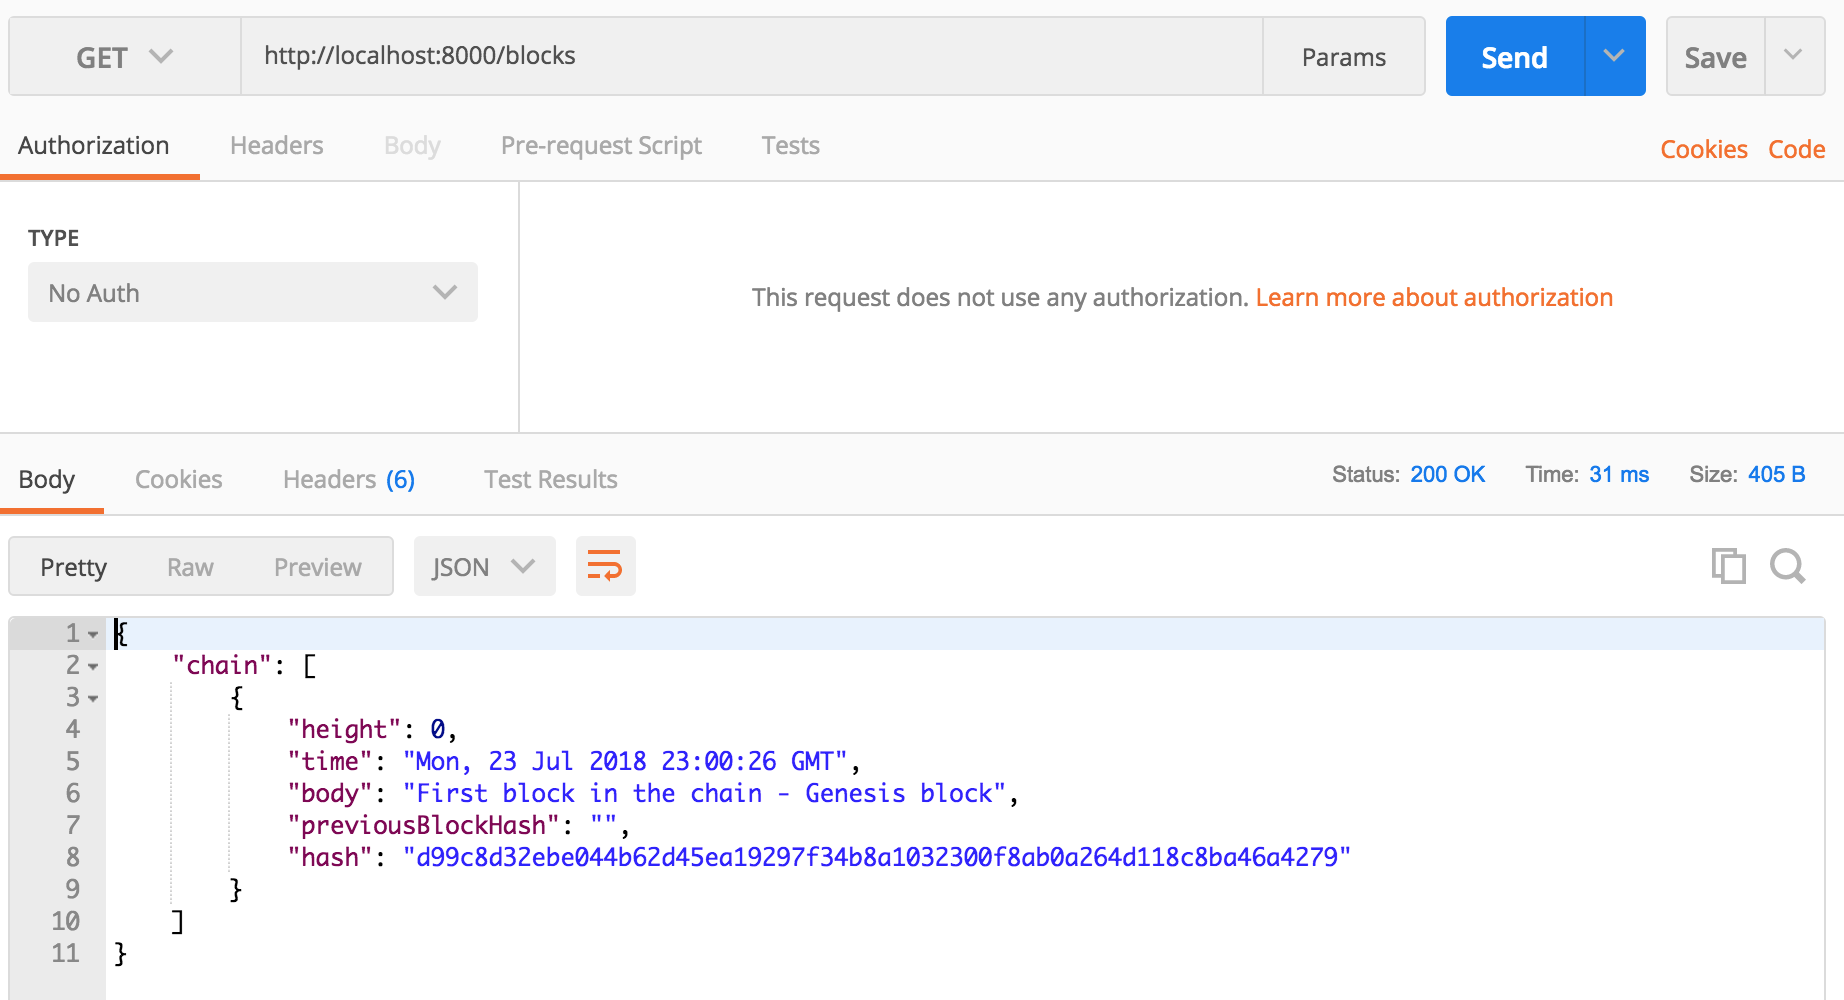 GET http://localhost:8000/blocks Params Send Save
Authorization Headers Body Pre-request Script Tests Cookies Code
TYPE
No Auth
This request does not use any authorization. Learn more about authorization
Body Cookies Headers (6) Test Results Status: 200 OK Time: 31 ms Size: 405 B
Pretty Raw Preview JSON
1 {
2 "chain": [
3 {
4 "height": 0,
5 "time": "Mon, 23 Jul 2018 23:00:26 GMT",
6 "body": "First block in the chain - Genesis block",
7 "previousBlockHash": "",
8 "hash": "d99c8d32ebe044b62d45ea19297f34b8a1032300f8ab0a264d118c8ba46a4279"
9 }
10 ]
11 }